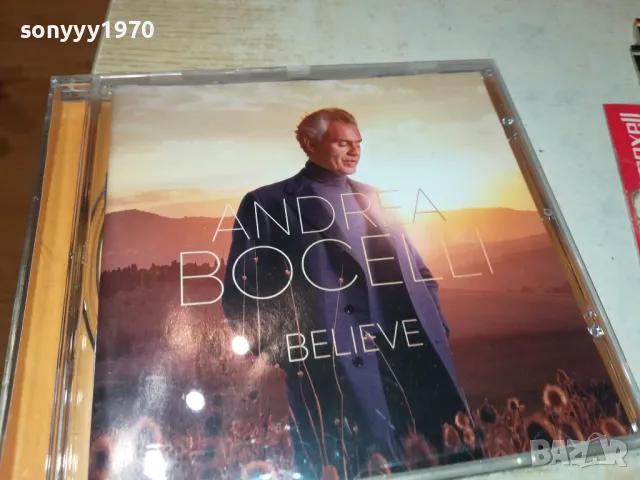 sonyyy1970
ANDREA
BOCELLI
BELIEVE
BAZAR